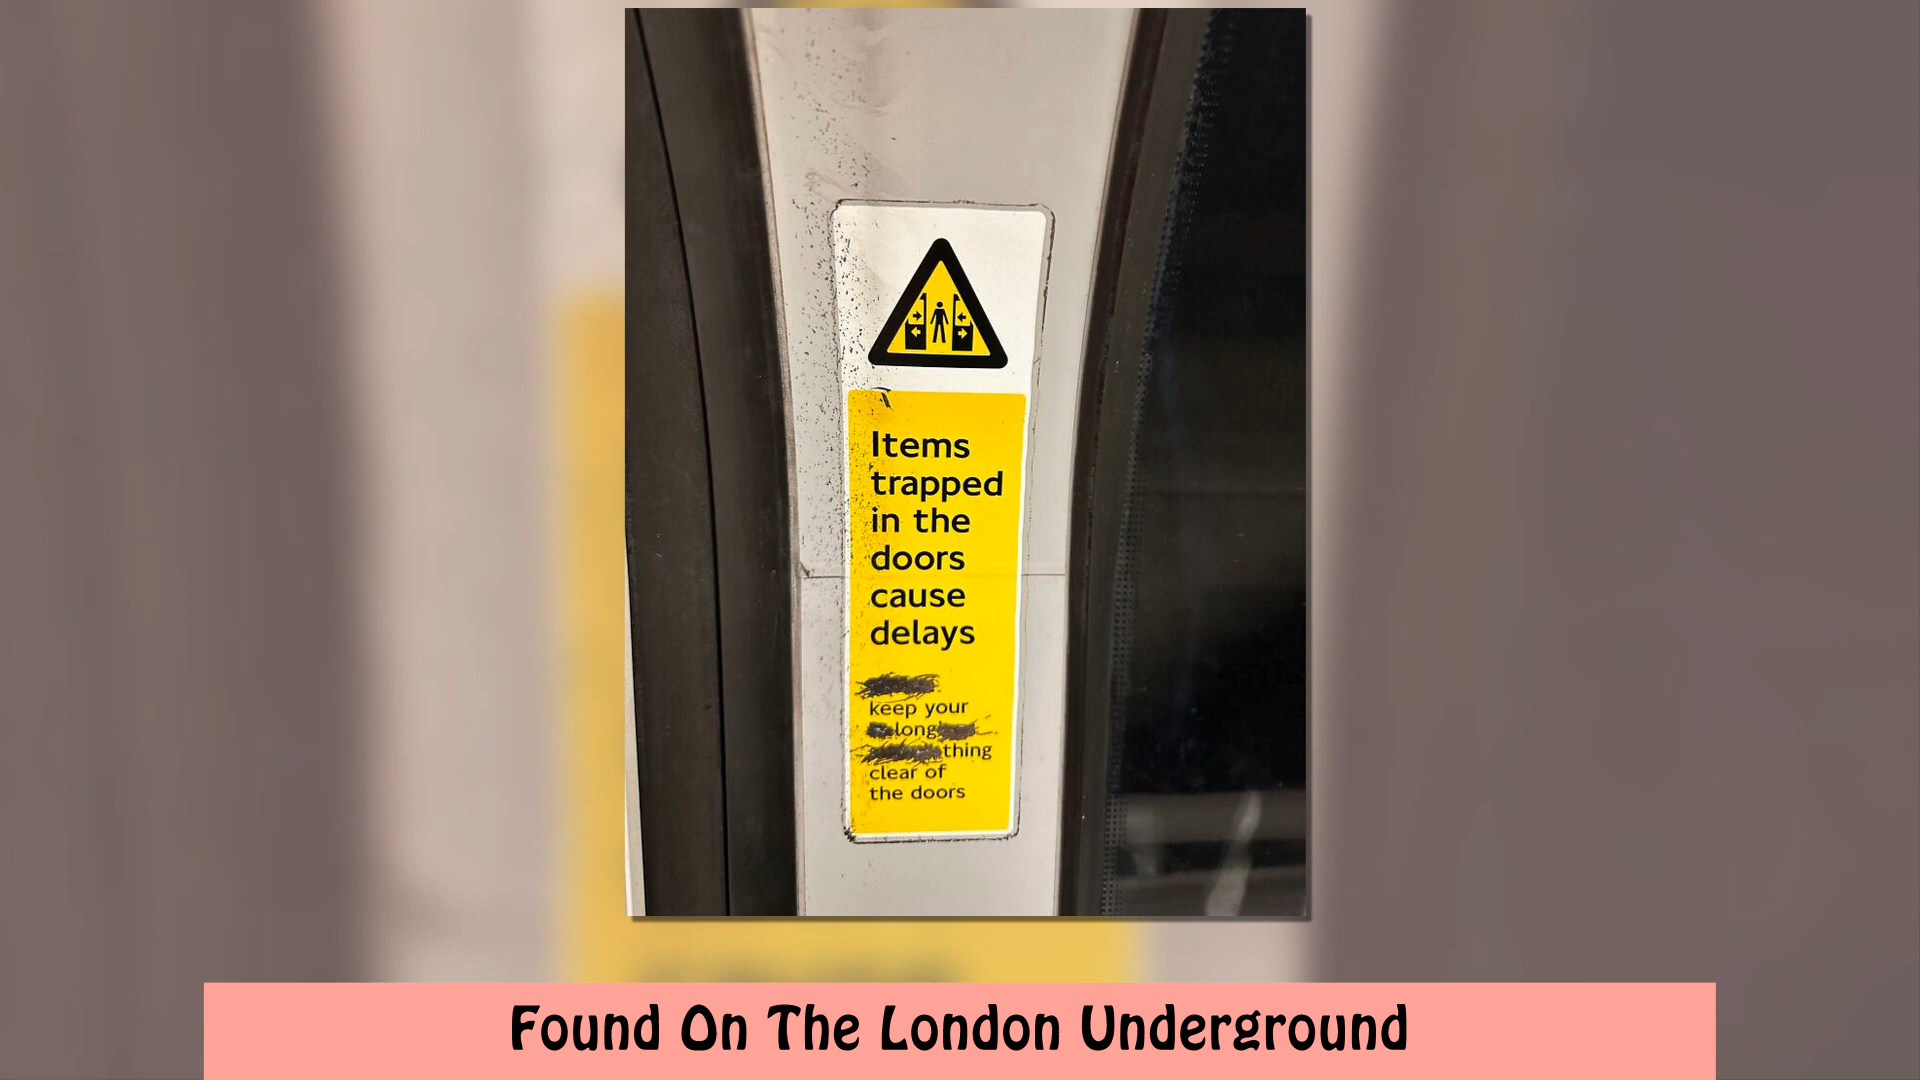 Items
trapped
in the
doors
cause
delays
keep your
long
thing
clear of
the doors
Found On The London Underground